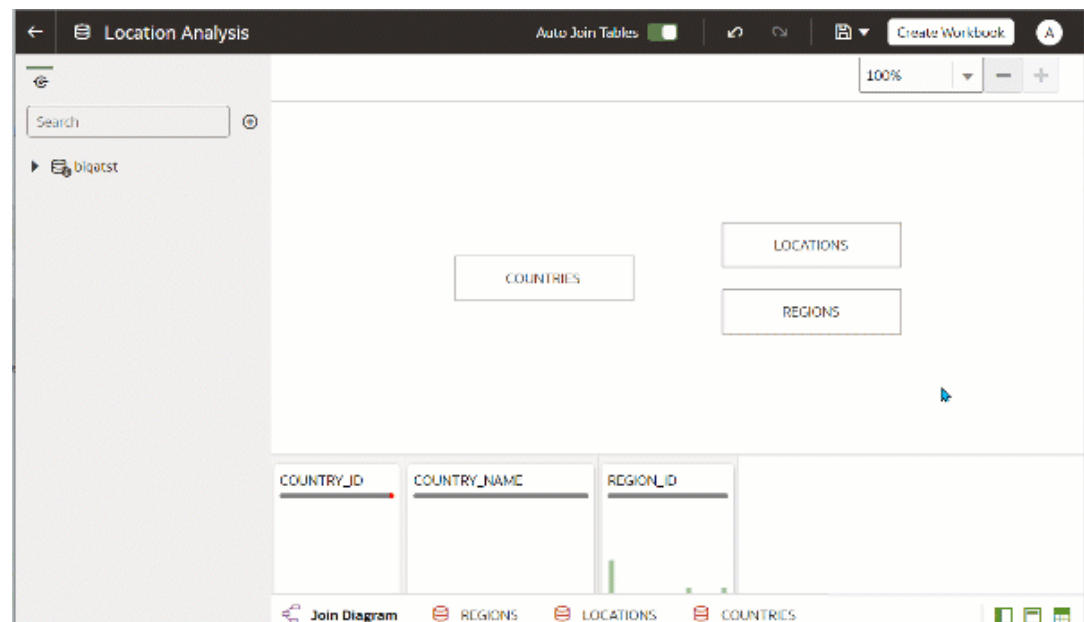 Location Analysis
Auto Join Tables
Create Workbook
A
100%
Search
biqatst
LOCATIONS
COUNTRIES
REGIONS
COUNTRY_ID
COUNTRY_NAME
REGION_ID
Join Diagram
REGIONS
LOCATIONS
COUNTRIES